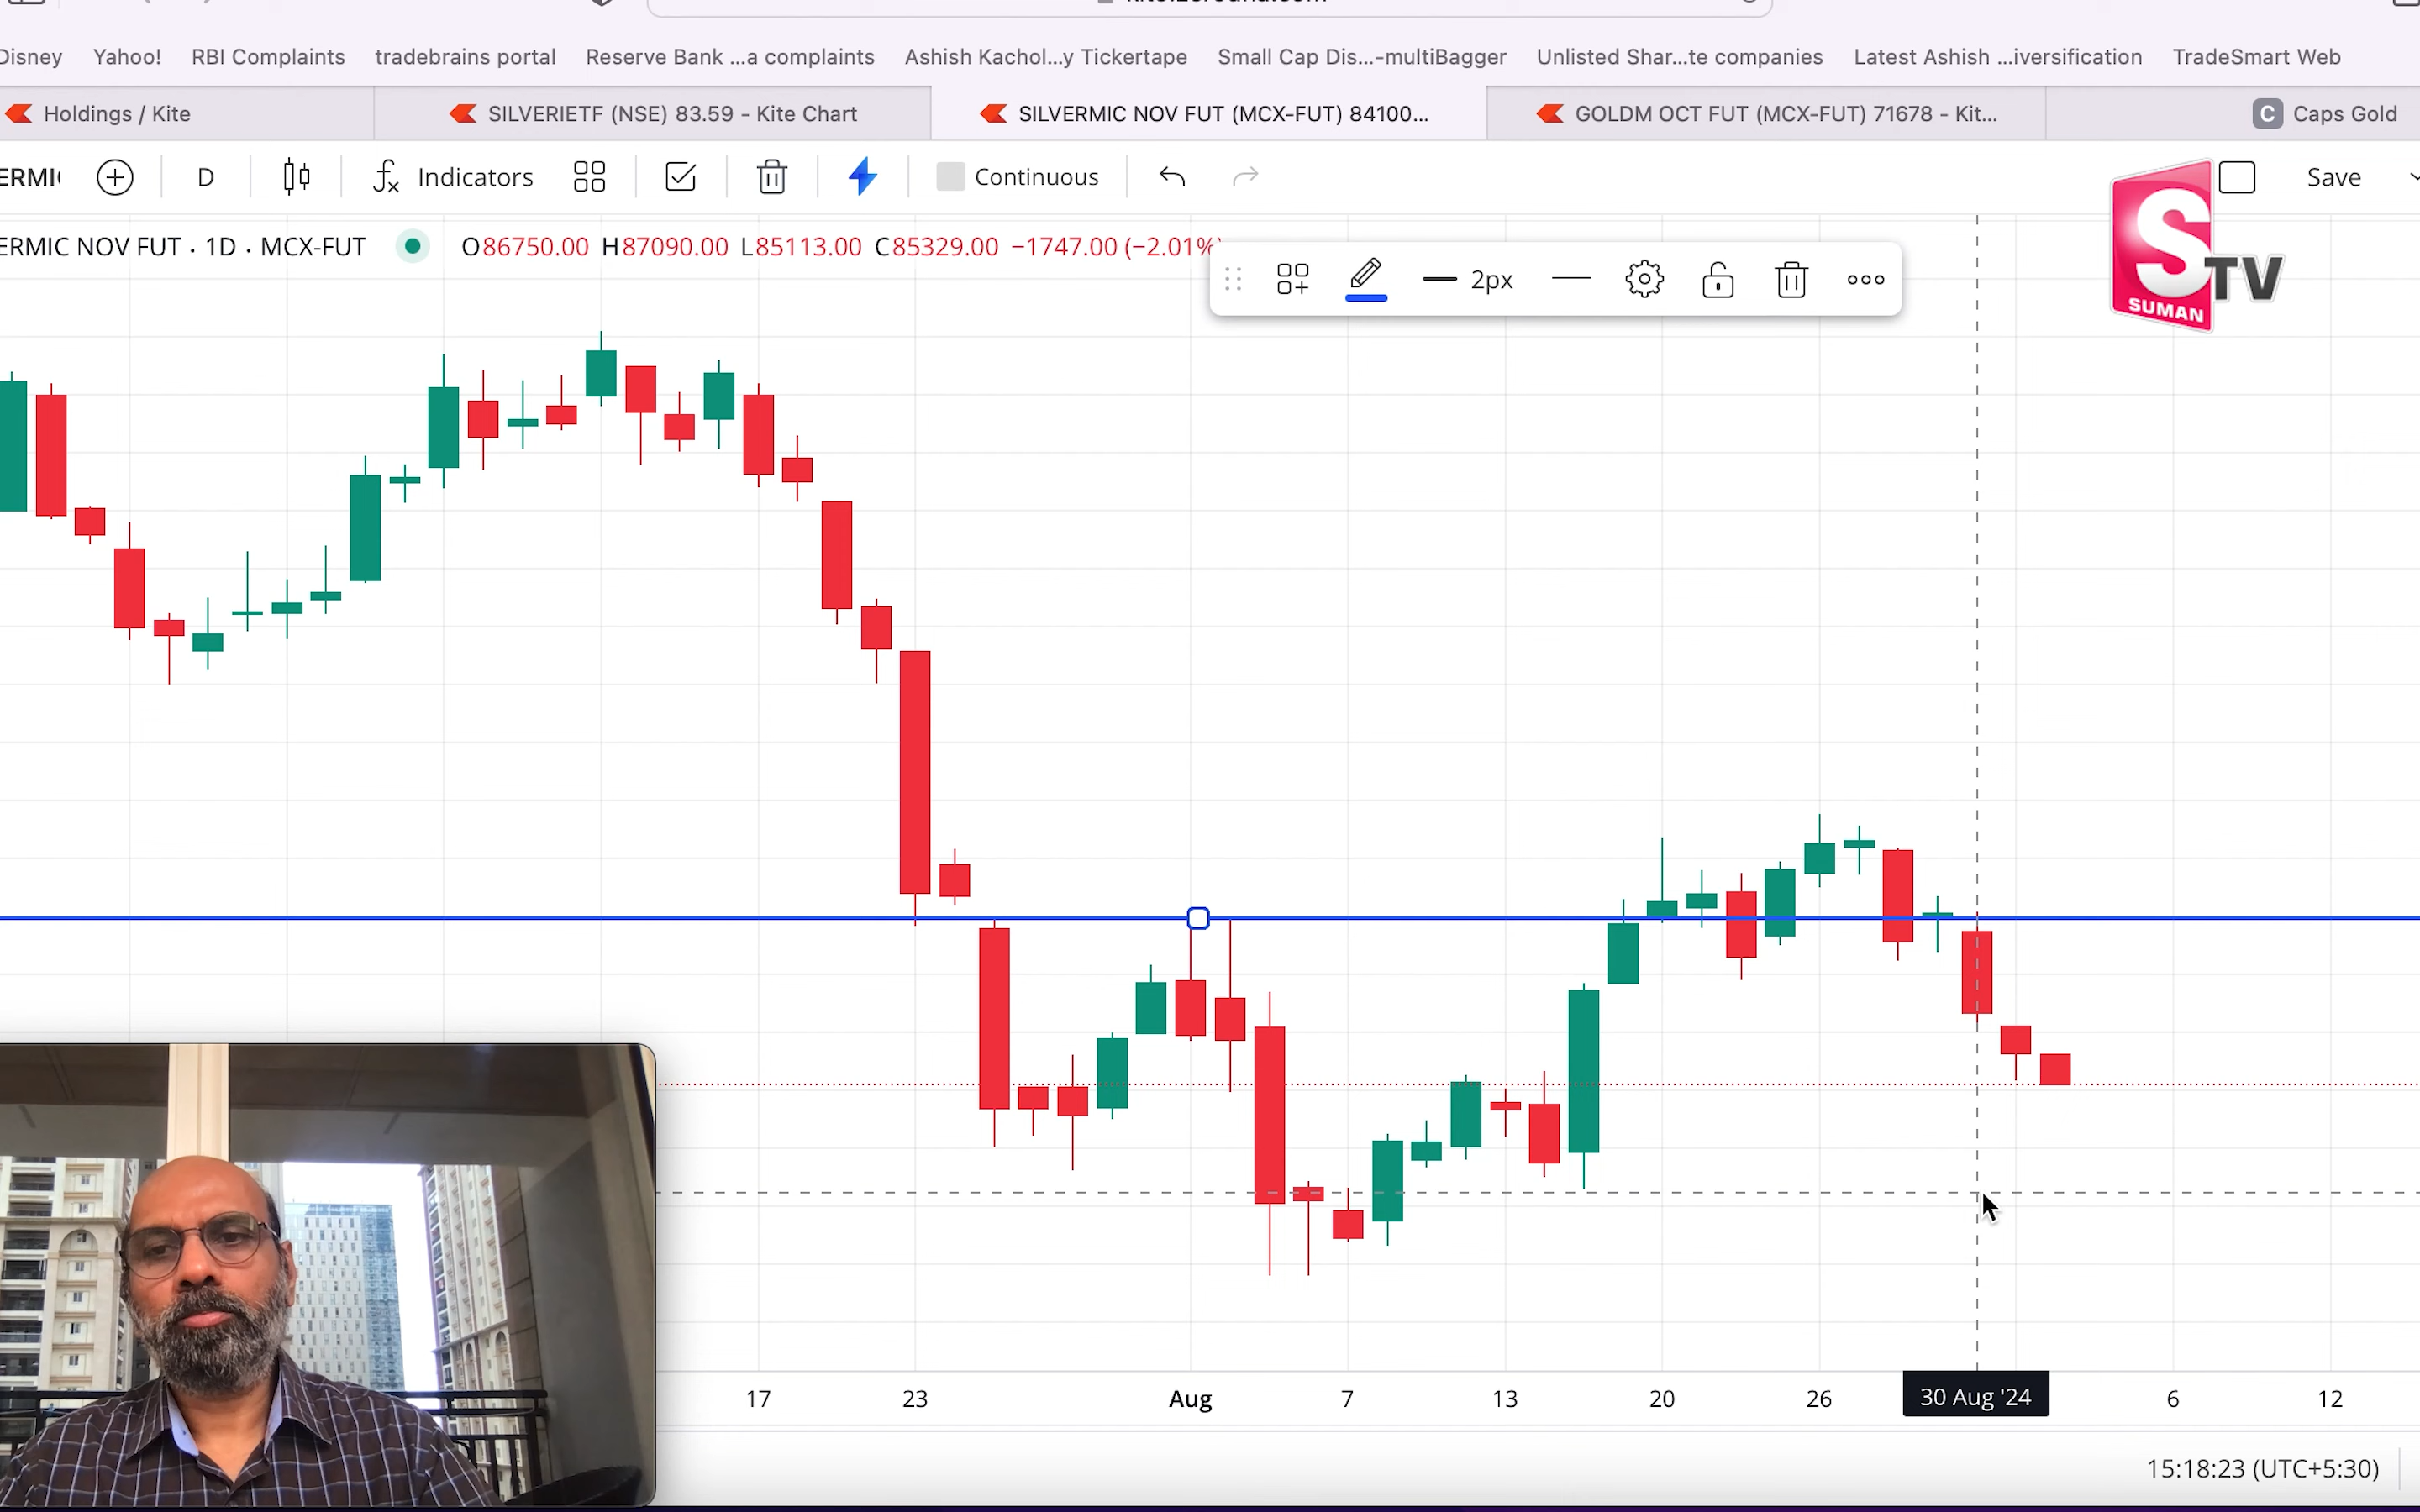 Disney Yahoo! RBI Complaints tradebrains portal Reserve Bank ...a complaints Ashish Kachol...y Tickertape Small Cap Dis...-multiBagger Unlisted Shar...te companies Latest Ashish ...iversification TradeSmart Web
Holdings / Kite SILVERIETF (NSE) 83.59 - Kite Chart SILVERMIC NOV FUT (MCX-FUT) 84100... GOLDM OCT FUT (MCX-FUT) 71678 - Kit... C Caps Gold
ERMI D Indicators Continuous Save
ERMIC NOV FUT · 1D · MCX-FUT O86750.00 H87090.00 L85113.00 C85329.00 −1747.00 (−2.01%)
2px
S TV
SUMAN
17 23 Aug 7 13 20 26 30 Aug '24 6 12
15:18:23 (UTC+5:30)